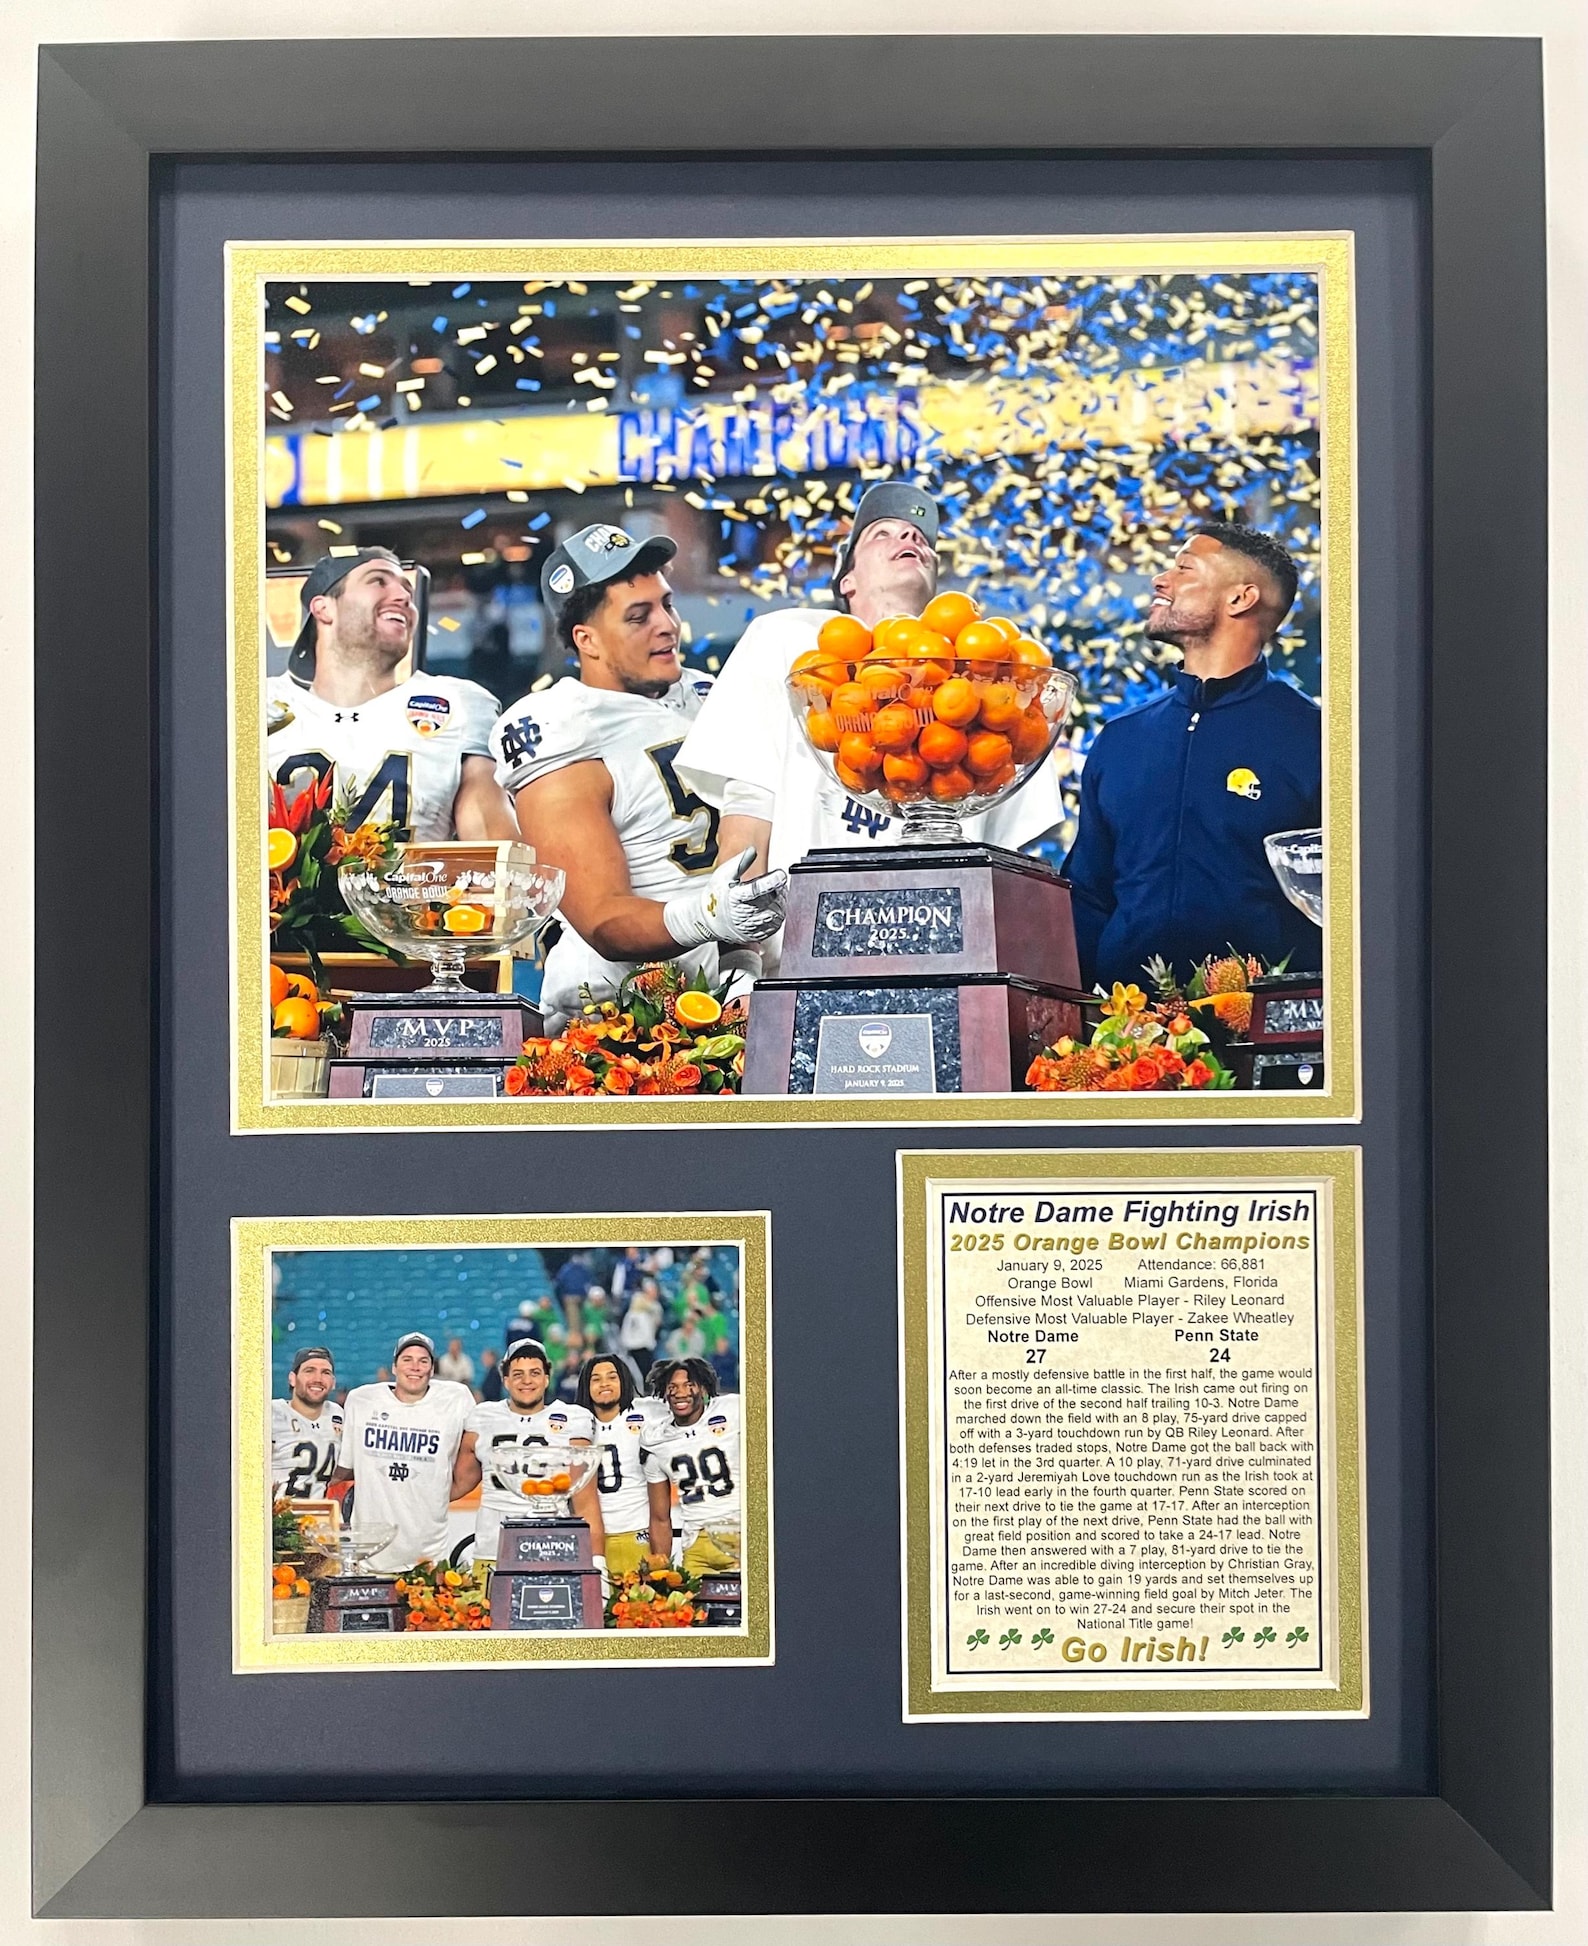 CHAMPIONS
CHAMP
CapitalOne
24
5
CapitalOne
ORANGE BOWL
CapitalOne
ORANGE BOWL
CHAMPION
2025
MVP
2025
HARD ROCK STADIUM
JANUARY 9, 2025
Notre Dame Fighting Irish
2025 Orange Bowl Champions
January 9, 2025 Attendance: 66,881
Orange Bowl Miami Gardens, Florida
Offensive Most Valuable Player - Riley Leonard
Defensive Most Valuable Player - Zakee Wheatley
Notre Dame Penn State
27 24
After a mostly defensive battle in the first half, the game would
soon become an all-time classic. The Irish came out firing on
the first drive of the second half trailing 10-3. Notre Dame
marched down the field with an 8 play, 75-yard drive capped
off with a 3-yard touchdown run by QB Riley Leonard. After
both defenses traded stops, Notre Dame got the ball back with
4:19 let in the 3rd quarter. A 10 play, 71-yard drive culminated
in a 2-yard Jeremiyah Love touchdown run as the Irish took at
17-10 lead early in the fourth quarter. Penn State scored on
their next drive to tie the game at 17-17. After an interception
on the first play of the next drive, Penn State had the ball with
great field position and scored to take a 24-17 lead. Notre
Dame then answered with a 7 play, 81-yard drive to tie the
game. After an incredible diving interception by Christian Gray,
Notre Dame was able to gain 19 yards and set themselves up
for a last-second, game-winning field goal by Mitch Jeter. The
Irish went on to win 27-24 and secure their spot in the
National Title game!
Go Irish!
CHAMPS
24
29
CHAMPION
2025
MVP